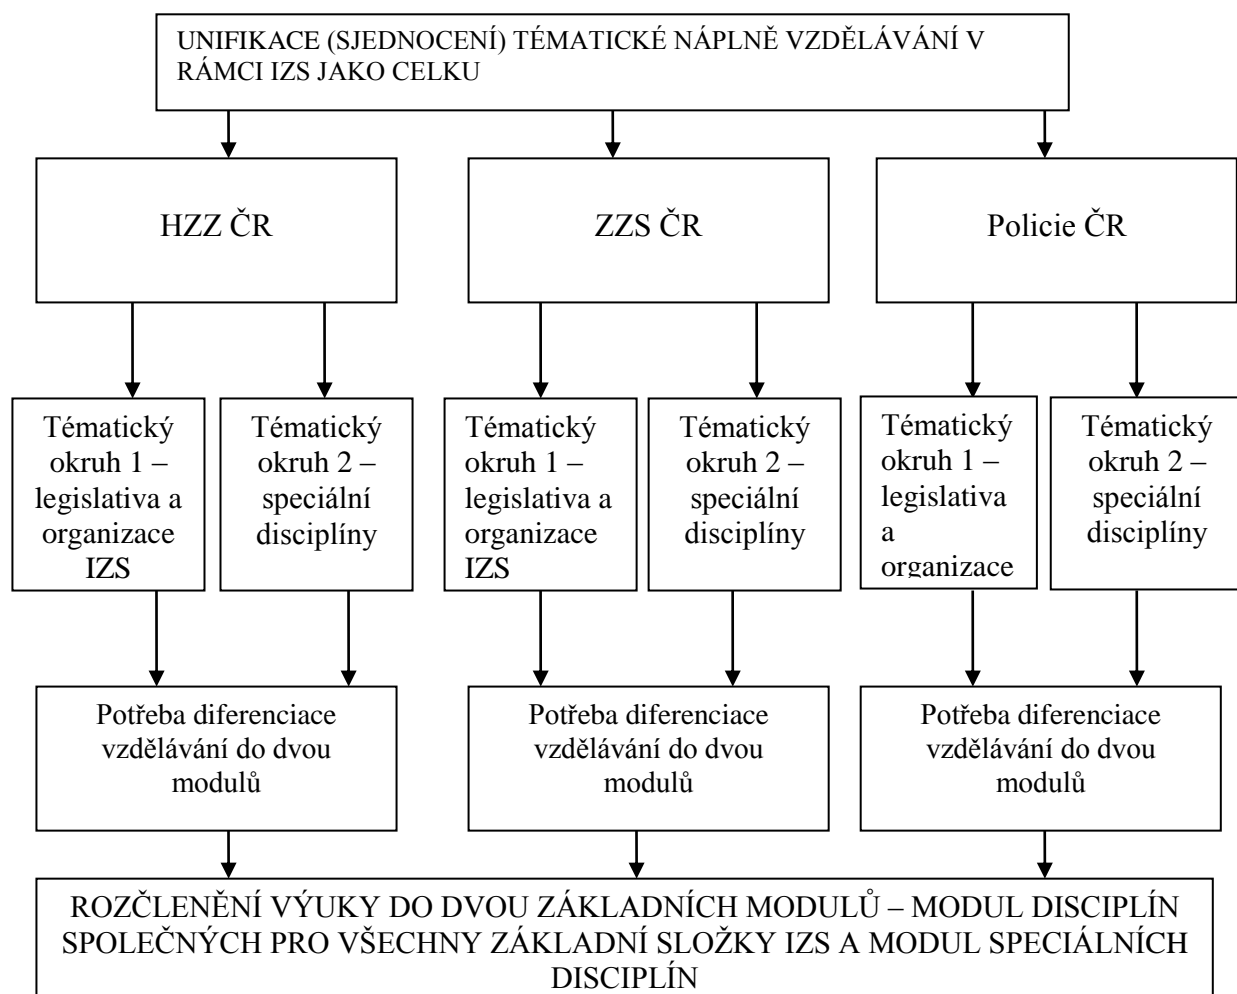 UNIFIKACE (SJEDNOCENÍ) TÉMATICKÉ NÁPLNĚ VZDĚLÁVÁNÍ V
RÁMCI IZS JAKO CELKU
HZZ ČR
ZZS ČR
Policie ČR
Tématický
okruh 1 –
legislativa a
organizace
IZS
Tématický
okruh 2 –
speciální
disciplíny
Tématický
okruh 1 –
legislativa a
organizace
IZS
Tématický
okruh 2 –
speciální
disciplíny
Tématický
okruh 1 –
legislativa
a
organizace
Tématický
okruh 2 –
speciální
disciplíny
Potřeba diferenciace
vzdělávání do dvou
modulů
Potřeba diferenciace
vzdělávání do dvou
modulů
Potřeba diferenciace
vzdělávání do dvou
modulů
ROZČLENĚNÍ VÝUKY DO DVOU ZÁKLADNÍCH MODULŮ – MODUL DISCIPLÍN
SPOLEČNÝCH PRO VŠECHNY ZÁKLADNÍ SLOŽKY IZS A MODUL SPECIÁLNÍCH
DISCIPLÍN